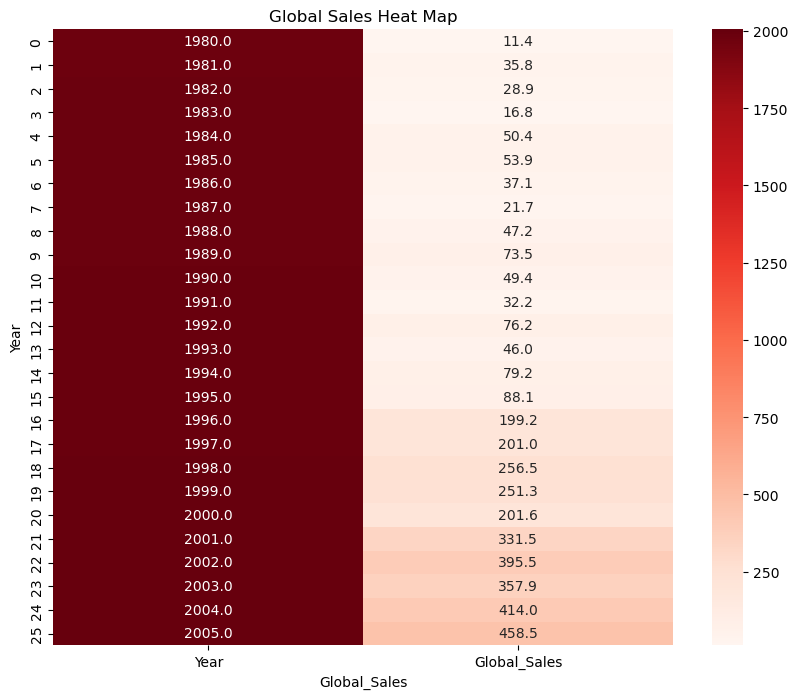 Global Sales Heat Map
0 1980.0 11.4
1 1981.0 35.8
2 1982.0 28.9
3 1983.0 16.8
4 1984.0 50.4
5 1985.0 53.9
6 1986.0 37.1
7 1987.0 21.7
8 1988.0 47.2
9 1989.0 73.5
10 1990.0 49.4
11 1991.0 32.2
12 1992.0 76.2
13 1993.0 46.0
14 1994.0 79.2
15 1995.0 88.1
16 1996.0 199.2
17 1997.0 201.0
18 1998.0 256.5
19 1999.0 251.3
20 2000.0 201.6
21 2001.0 331.5
22 2002.0 395.5
23 2003.0 357.9
24 2004.0 414.0
25 2005.0 458.5
Year
Year Global_Sales
Global_Sales
2000
1750
1500
1250
1000
750
500
250